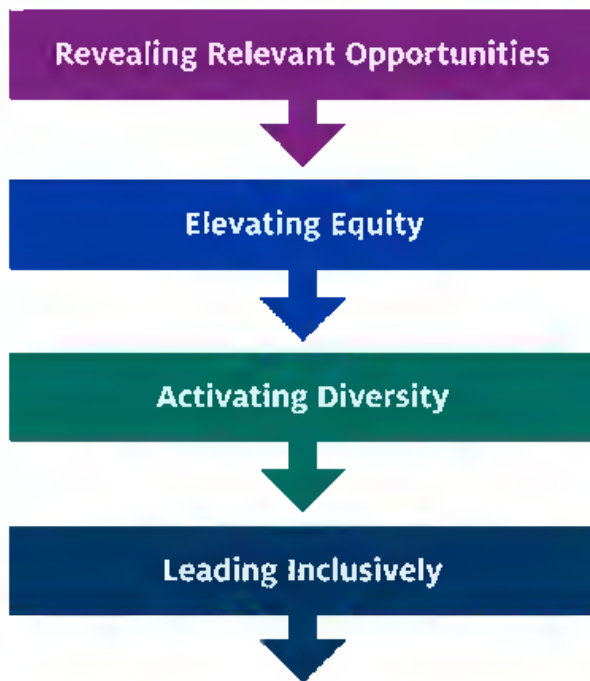 Revealing Relevant Opportunities
Elevating Equity
Activating Diversity
Leading Inclusively